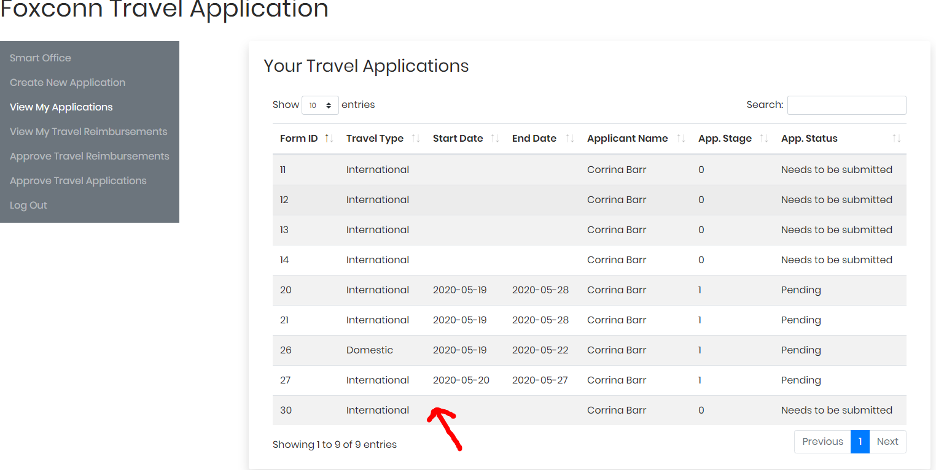 Foxconn Travel Application
Smart Office
Create New Application
View My Applications
View My Travel Reimbursements
Approve Travel Reimbursements
Approve Travel Applications
Log Out
Your Travel Applications
Show 10 entries Search:
Form ID Travel Type Start Date End Date Applicant Name App. Stage App. Status
11 International Corrina Barr 0 Needs to be submitted
12 International Corrina Barr 0 Needs to be submitted
13 International Corrina Barr 0 Needs to be submitted
14 International Corrina Barr 0 Needs to be submitted
20 International 2020-05-19 2020-05-28 Corrina Barr 1 Pending
21 International 2020-05-19 2020-05-28 Corrina Barr 1 Pending
26 Domestic 2020-05-19 2020-05-22 Corrina Barr 1 Pending
27 International 2020-05-20 2020-05-27 Corrina Barr 1 Pending
30 International Corrina Barr 0 Needs to be submitted
Showing 1 to 9 of 9 entries Previous 1 Next